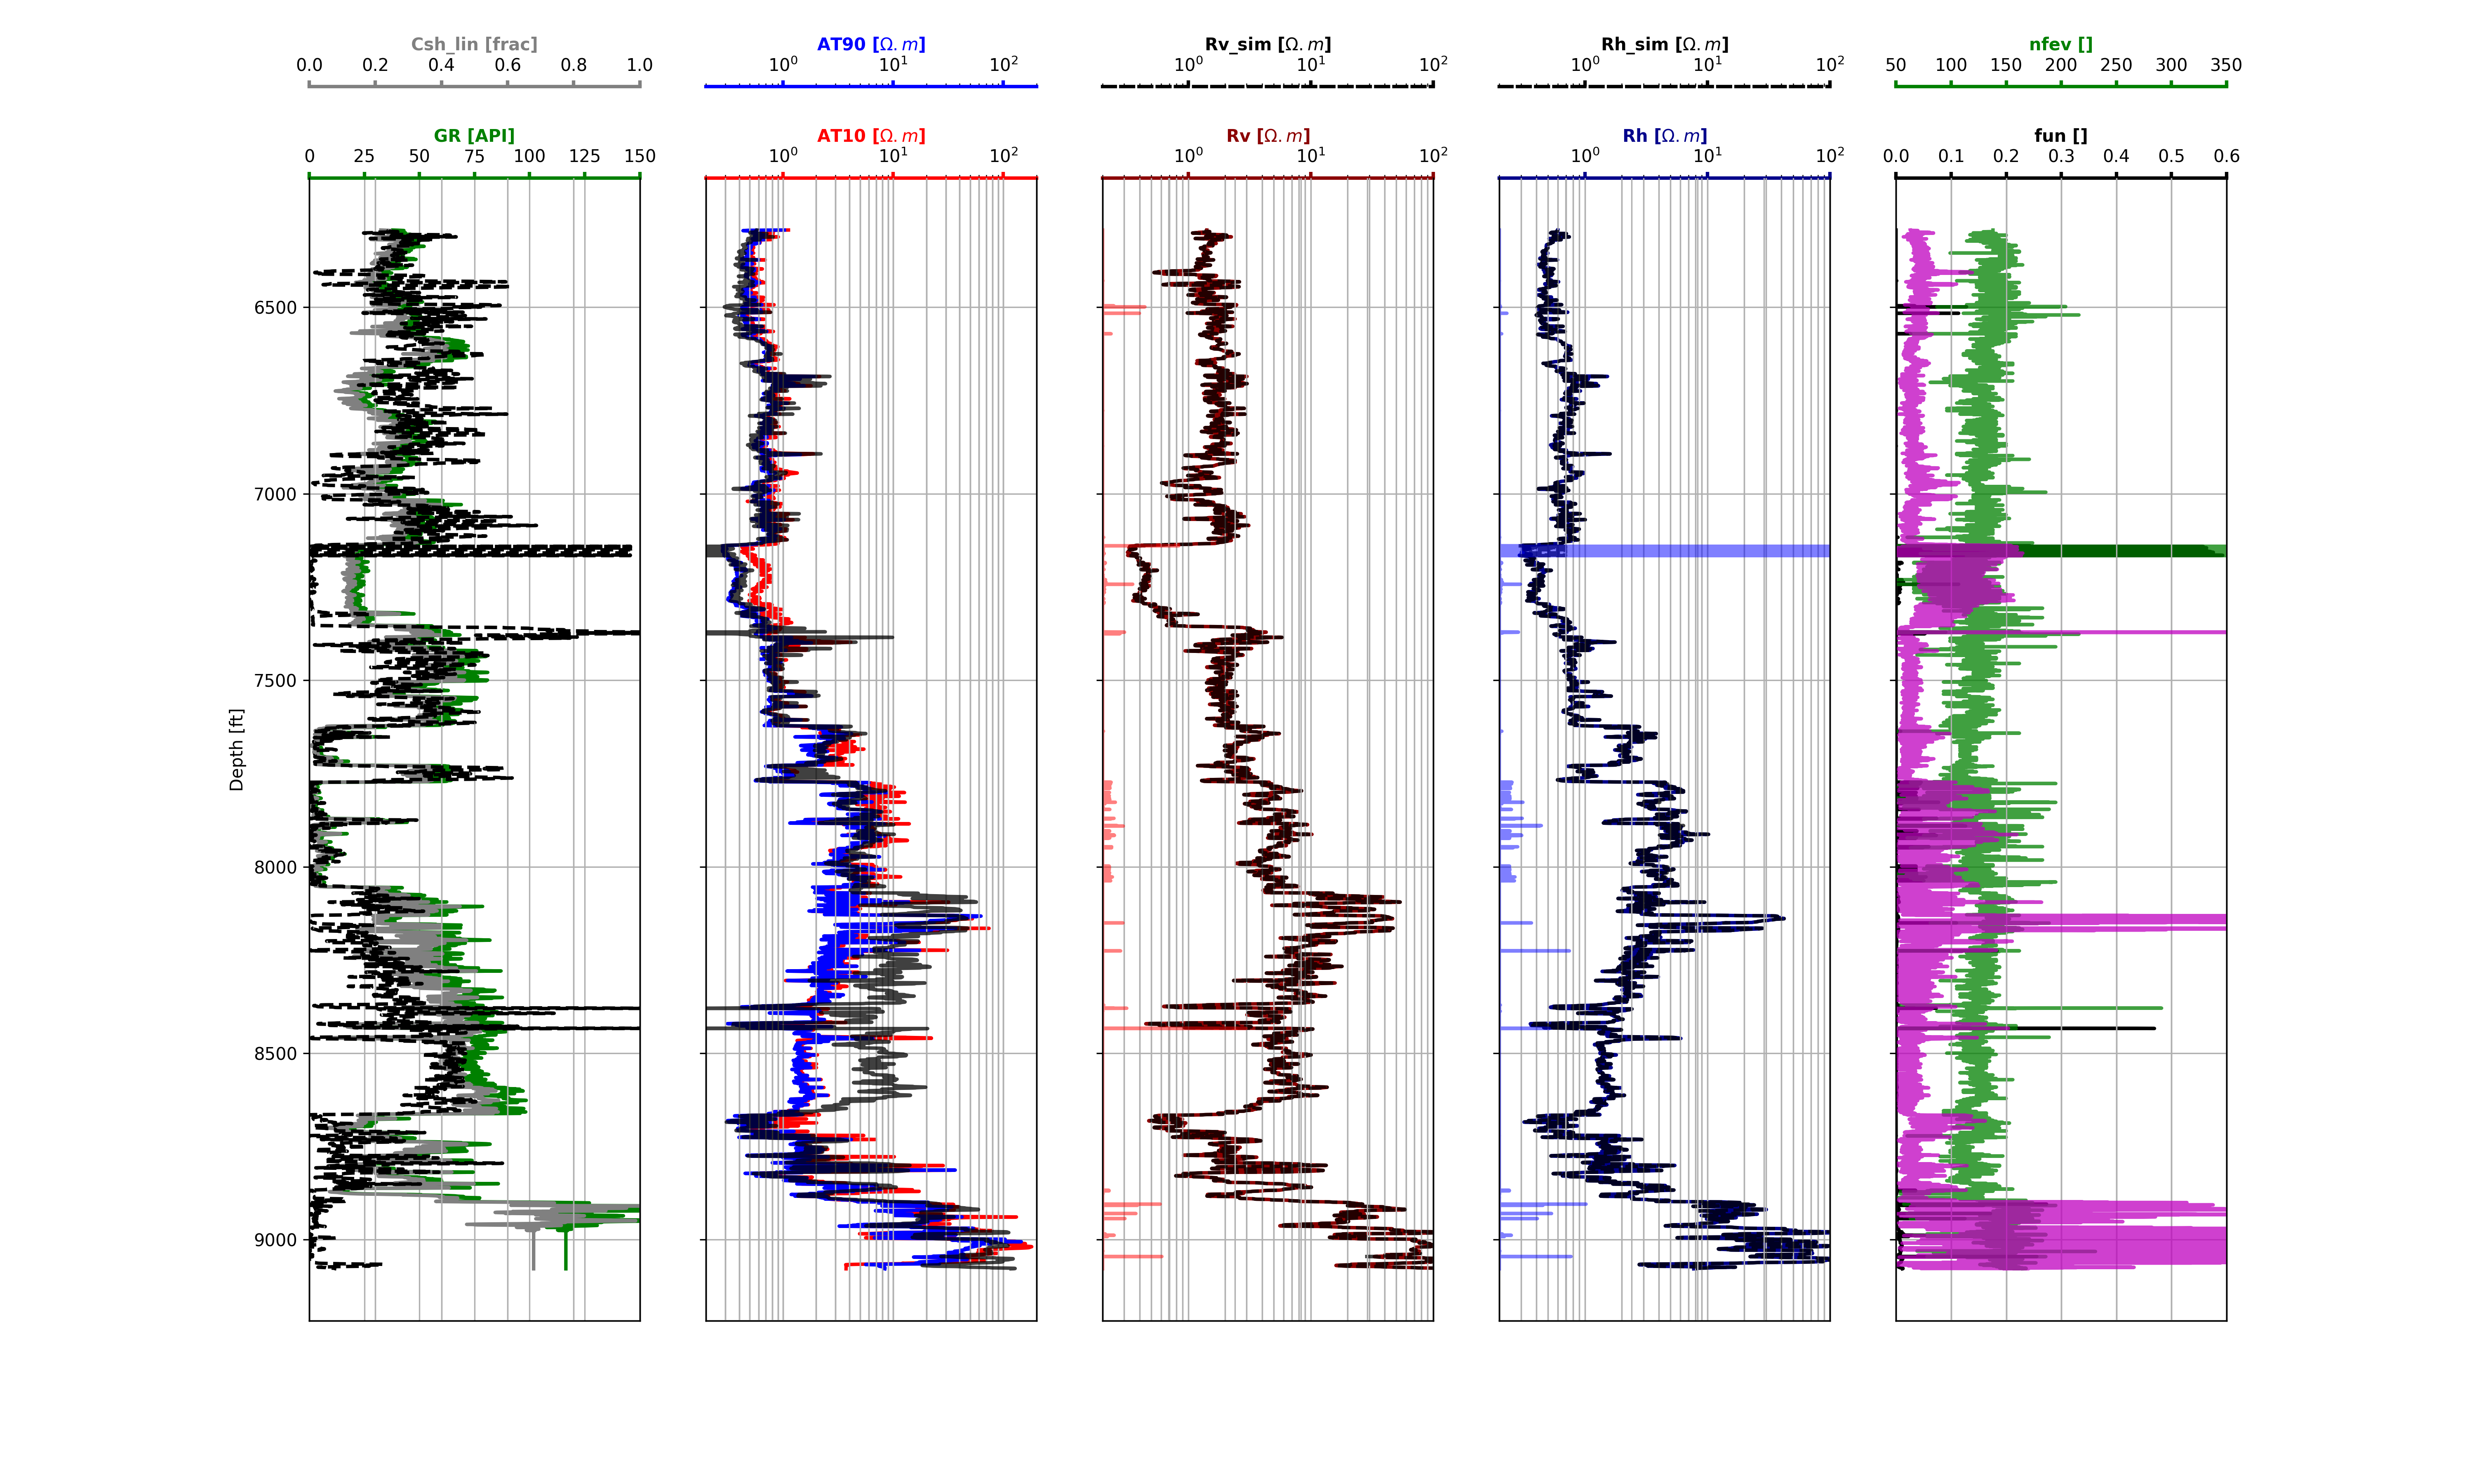 Csh_lin [frac] AT90 [Ω.m] Rv_sim [Ω.m] Rh_sim [Ω.m] nfev []
0.0 0.2 0.4 0.6 0.8 1.0 10⁰ 10¹ 10² 10⁰ 10¹ 10² 10⁰ 10¹ 10² 50 100 150 200 250 300 350
GR [API] AT10 [Ω.m] Rv [Ω.m] Rh [Ω.m] fun []
0 25 50 75 100 125 150 10⁰ 10¹ 10² 10⁰ 10¹ 10² 10⁰ 10¹ 10² 0.0 0.1 0.2 0.3 0.4 0.5 0.6
6500
7000
7500
Depth [ft]
8000
8500
9000